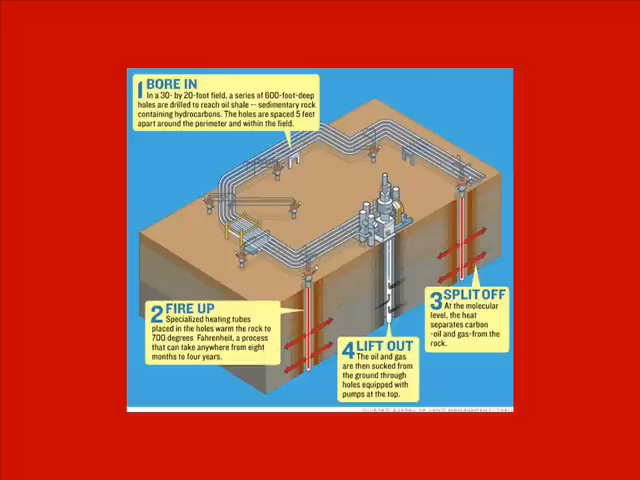 1 BORE IN
In a 30- by 20-foot field, a series of 600-foot-deep
holes are drilled to reach oil shale -- sedimentary rock
containing hydrocarbons. The holes are spaced 5 feet
apart around the perimeter and within the field.
2 FIRE UP
Specialized heating tubes
placed in the holes warm the rock to
700 degrees Fahrenheit, a process
that can take anywhere from eight
months to four years.
3 SPLIT OFF
At the molecular
level, the heat
separates carbon
-oil and gas-from the
rock.
4 LIFT OUT
The oil and gas
are then sucked from
the ground through
holes equipped with
pumps at the top.